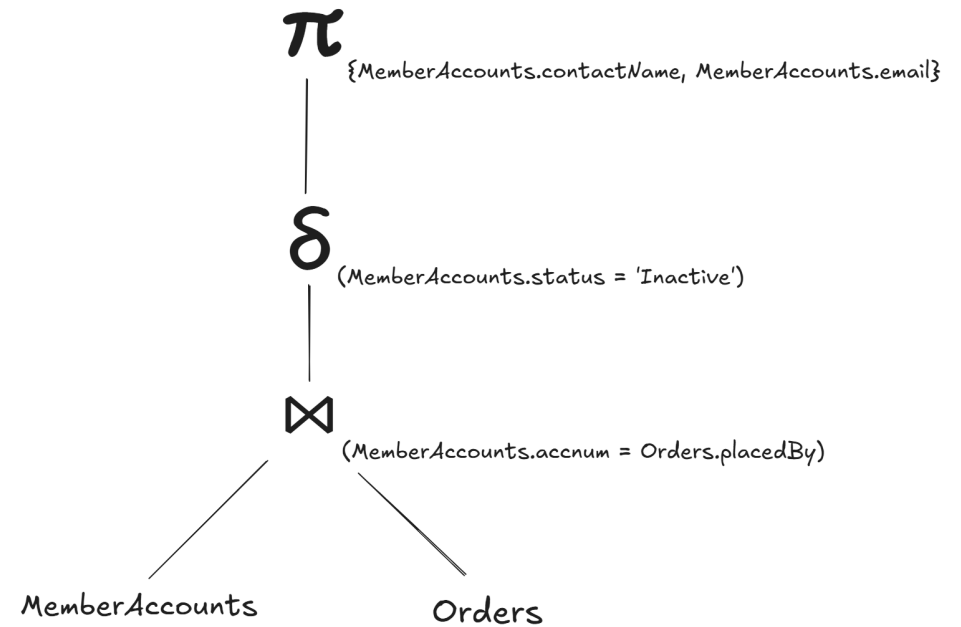 π
{MemberAccounts.contactName, MemberAccounts.email}
δ
(MemberAccounts.status = 'Inactive')
⋈
(MemberAccounts.accnum = Orders.placedBy)
MemberAccounts
Orders